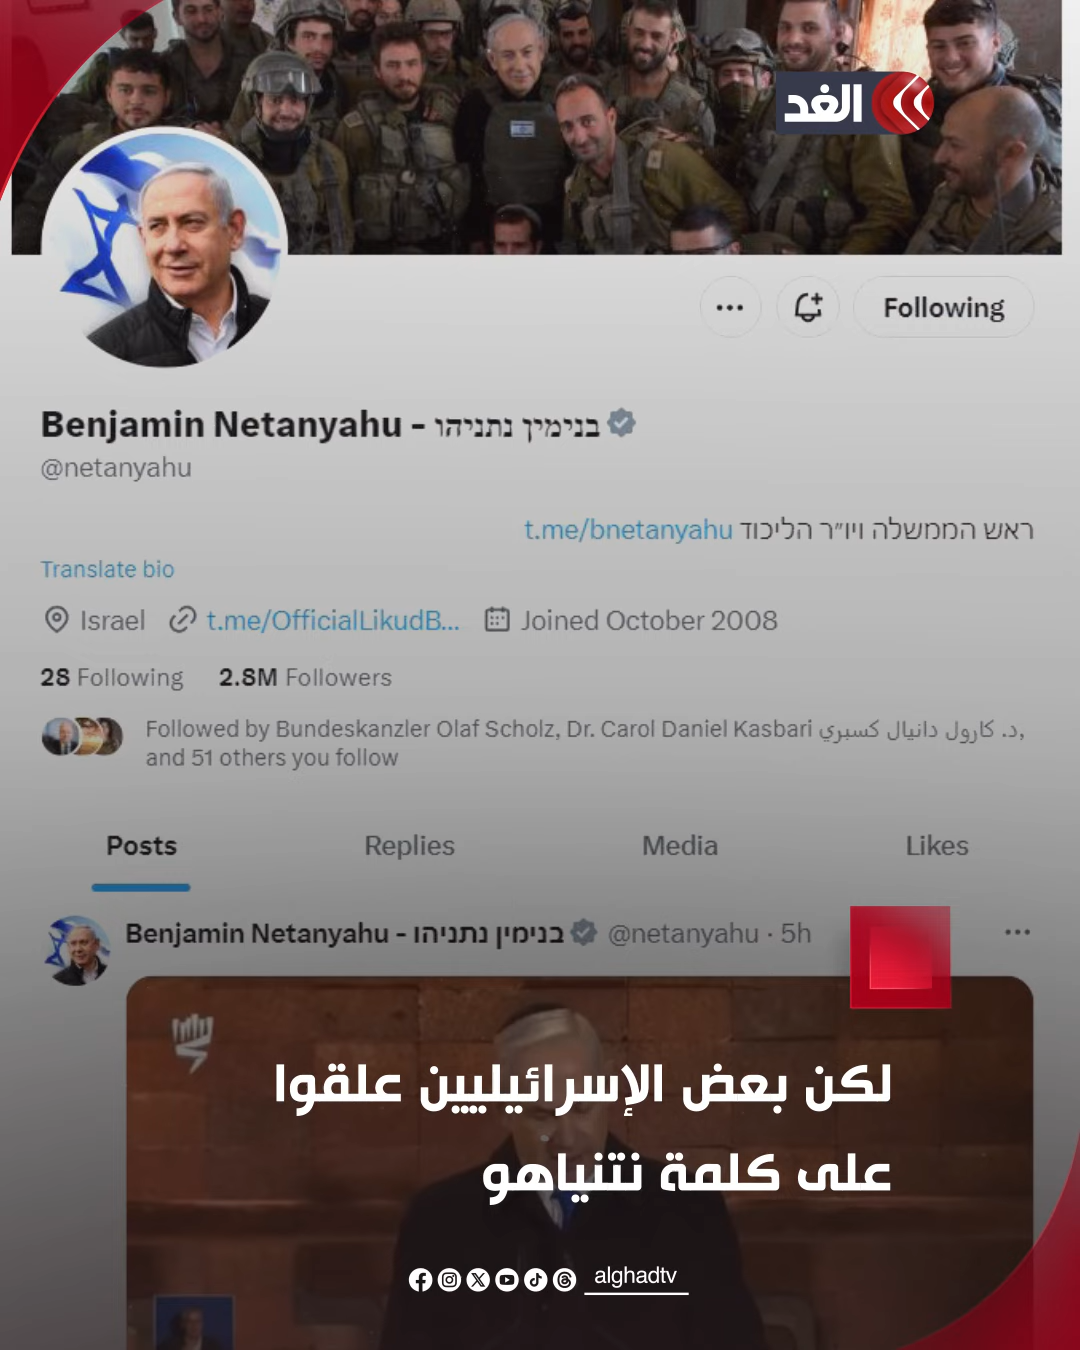 الغد
Following
Benjamin Netanyahu - בנימין נתניהו
@netanyahu
ראש הממשלה ויו״ר הליכוד t.me/bnetanyahu
Translate bio
Israel t.me/OfficialLikudB... Joined October 2008
28 Following 2.8M Followers
Followed by Bundeskanzler Olaf Scholz, Dr. Carol Daniel Kasbari د. كارول دانيال كسبري,
and 51 others you follow
Posts Replies Media Likes
Benjamin Netanyahu - בנימין נתניהו @netanyahu · 5h
لكن بعض الإسرائيليين علقوا
على كلمة نتنياهو
alghadtv